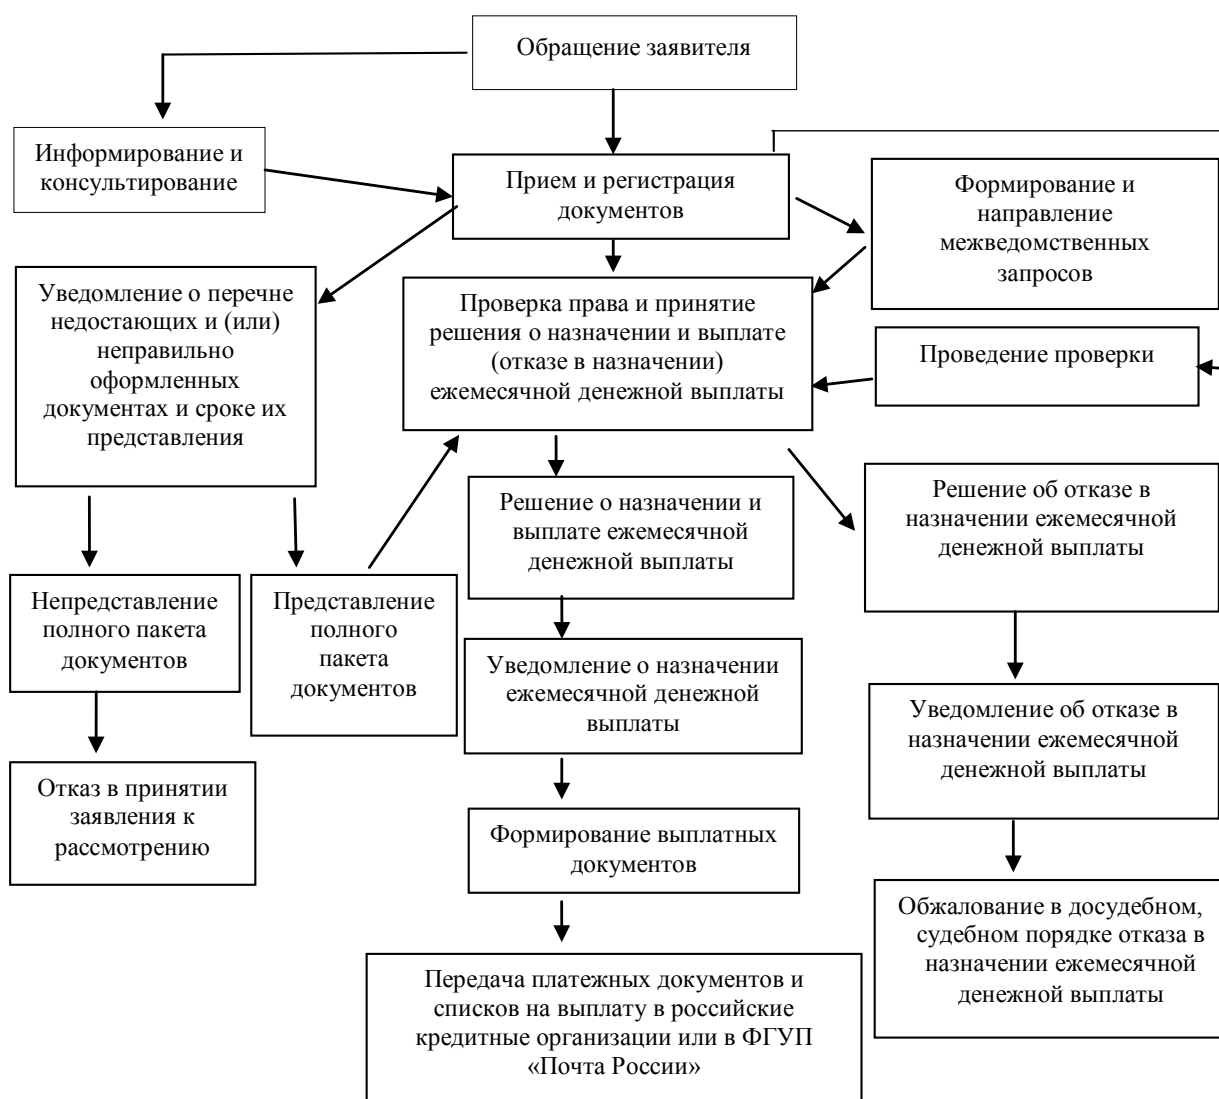 Обращение заявителя
Информирование и
консультирование
Прием и регистрация
документов
Формирование и
направление
межведомственных
запросов
Уведомление о перечне
недостающих и (или)
неправильно
оформленных
документах и сроке их
представления
Проверка права и принятие
решения о назначении и выплате
(отказе в назначении)
ежемесячной денежной выплаты
Проведение проверки
Решение о назначении и
выплате ежемесячной
денежной выплаты
Решение об отказе в
назначении ежемесячной
денежной выплаты
Непредставление
полного пакета
документов
Представление
полного
пакета
документов
Уведомление о назначении
ежемесячной денежной
выплаты
Уведомление об отказе в
назначении ежемесячной
денежной выплаты
Отказ в принятии
заявления к
рассмотрению
Формирование выплатных
документов
Обжалование в досудебном,
судебном порядке отказа в
назначении ежемесячной
денежной выплаты
Передача платежных документов и
списков на выплату в российские
кредитные организации или в ФГУП
«Почта России»